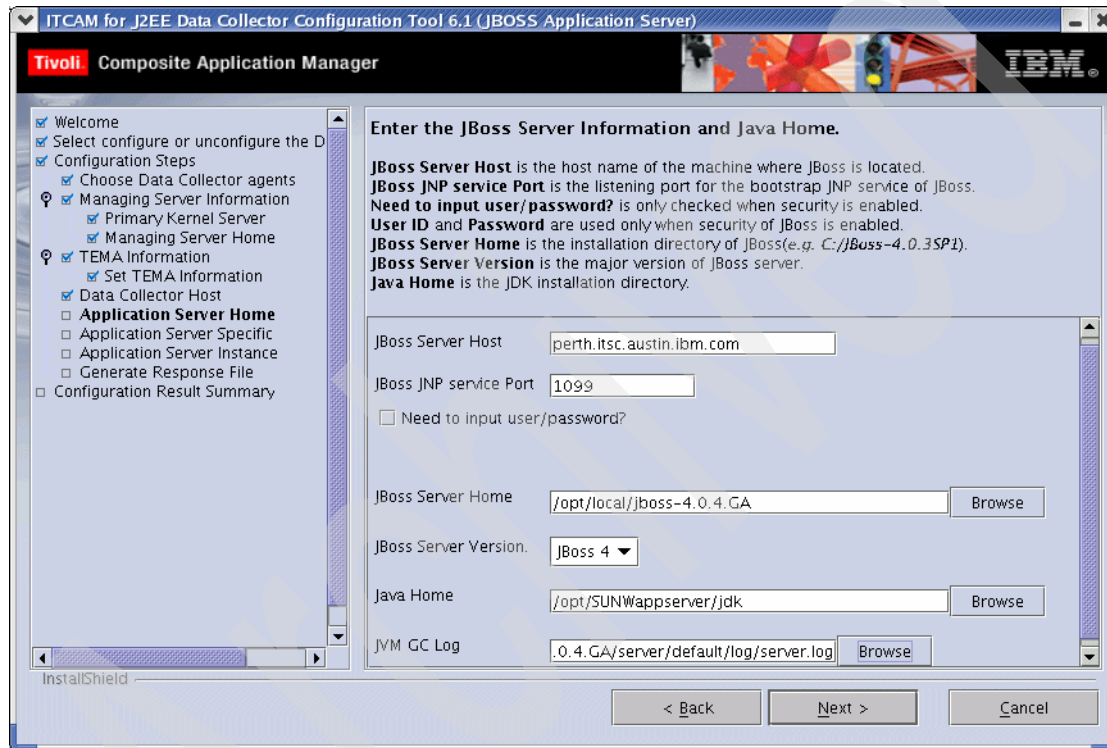 ITCAM for J2EE Data Collector Configuration Tool 6.1 (JBOSS Application Server)
Tivoli. Composite Application Manager
IBM®
Welcome
Select configure or unconfigure the D
Configuration Steps
Choose Data Collector agents
Managing Server Information
Primary Kernel Server
Managing Server Home
TEMA Information
Set TEMA Information
Data Collector Host
Application Server Home
Application Server Specific
Application Server Instance
Generate Response File
Configuration Result Summary
Enter the JBoss Server Information and Java Home.
JBoss Server Host is the host name of the machine where JBoss is located.
JBoss JNP service Port is the listening port for the bootstrap JNP service of JBoss.
Need to input user/password? is only checked when security is enabled.
User ID and Password are used only when security of JBoss is enabled.
JBoss Server Home is the installation directory of JBoss(e.g. C:/JBoss-4.0.3SP1).
JBoss Server Version is the major version of JBoss server.
Java Home is the JDK installation directory.
JBoss Server Host perth.itsc.austin.ibm.com
JBoss JNP service Port 1099
Need to input user/password?
JBoss Server Home /opt/local/jboss-4.0.4.GA Browse
JBoss Server Version. JBoss 4
Java Home /opt/SUNWappserver/jdk Browse
JVM GC Log .0.4.GA/server/default/log/server.log Browse
InstallShield
< Back Next > Cancel